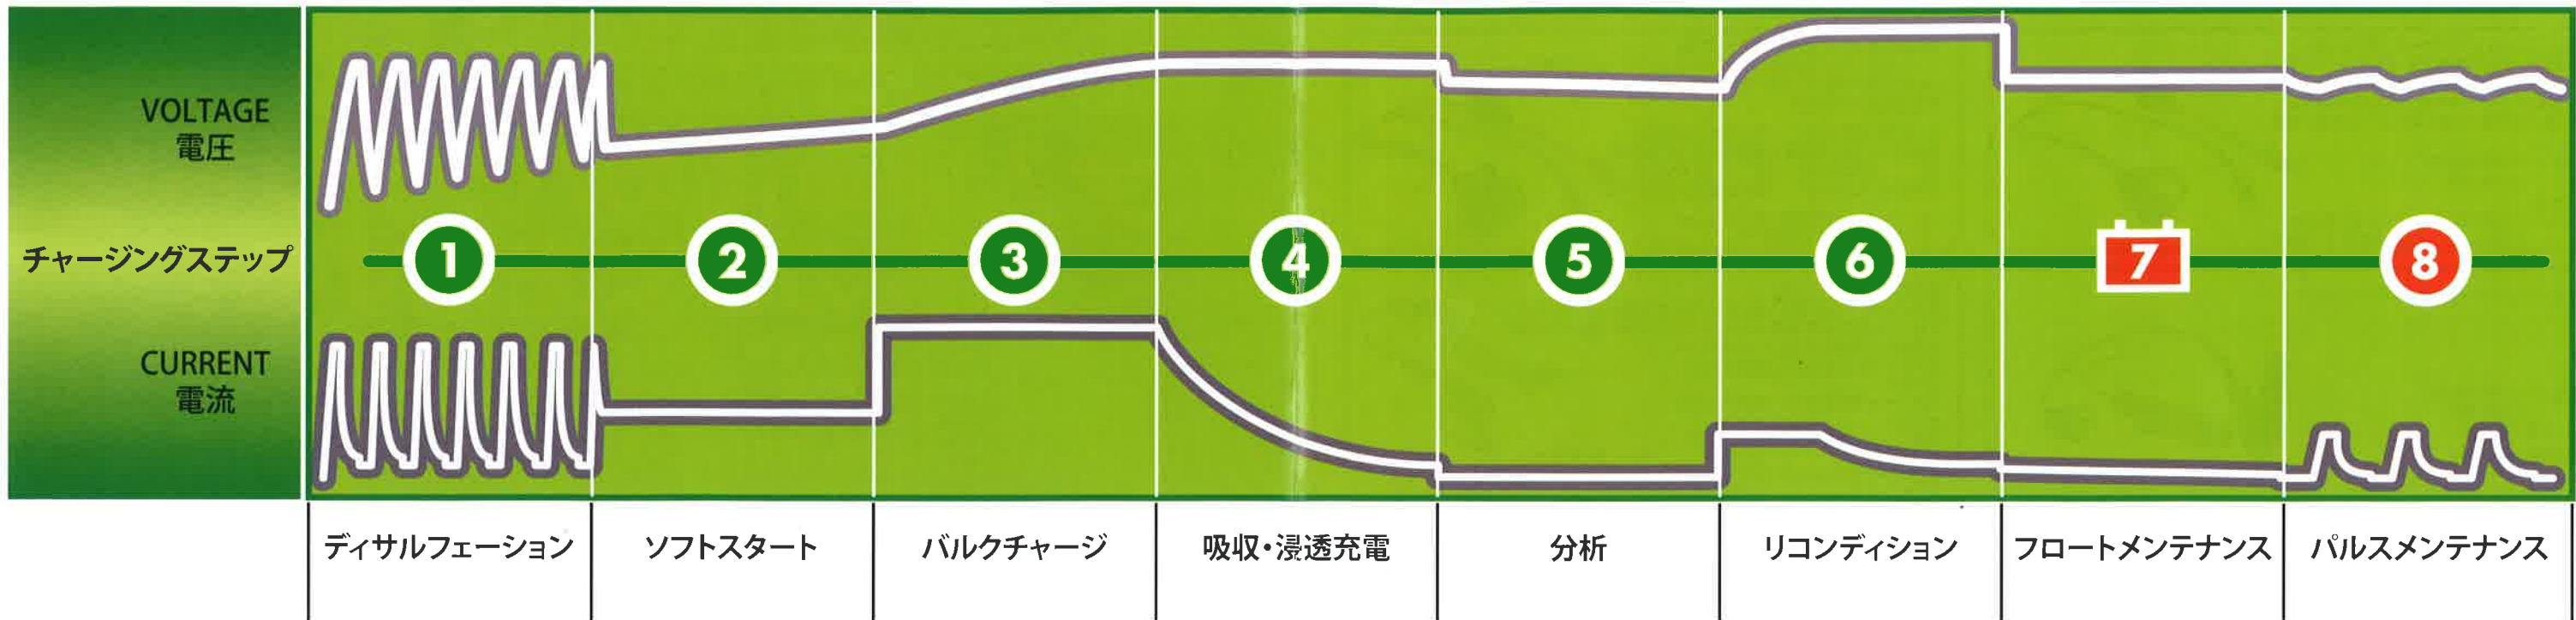 VOLTAGE
電圧
チャージングステップ
1 2 3 4 5 6 7 8
CURRENT
電流
ディサルフェーション ソフトスタート バルクチャージ 吸収・浸透充電 分析 リコンディション フロートメンテナンス パルスメンテナンス